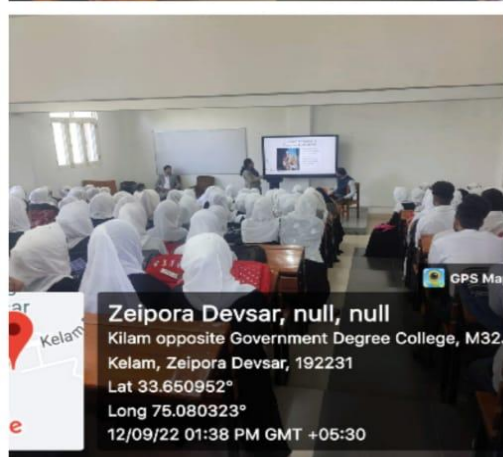 GPS Ma
ar
Kelam
e
Zeipora Devsar, null, null
Kilam opposite Government Degree College, M32.
Kelam, Zeipora Devsar, 192231
Lat 33.650952°
Long 75.080323°
12/09/22 01:38 PM GMT +05:30